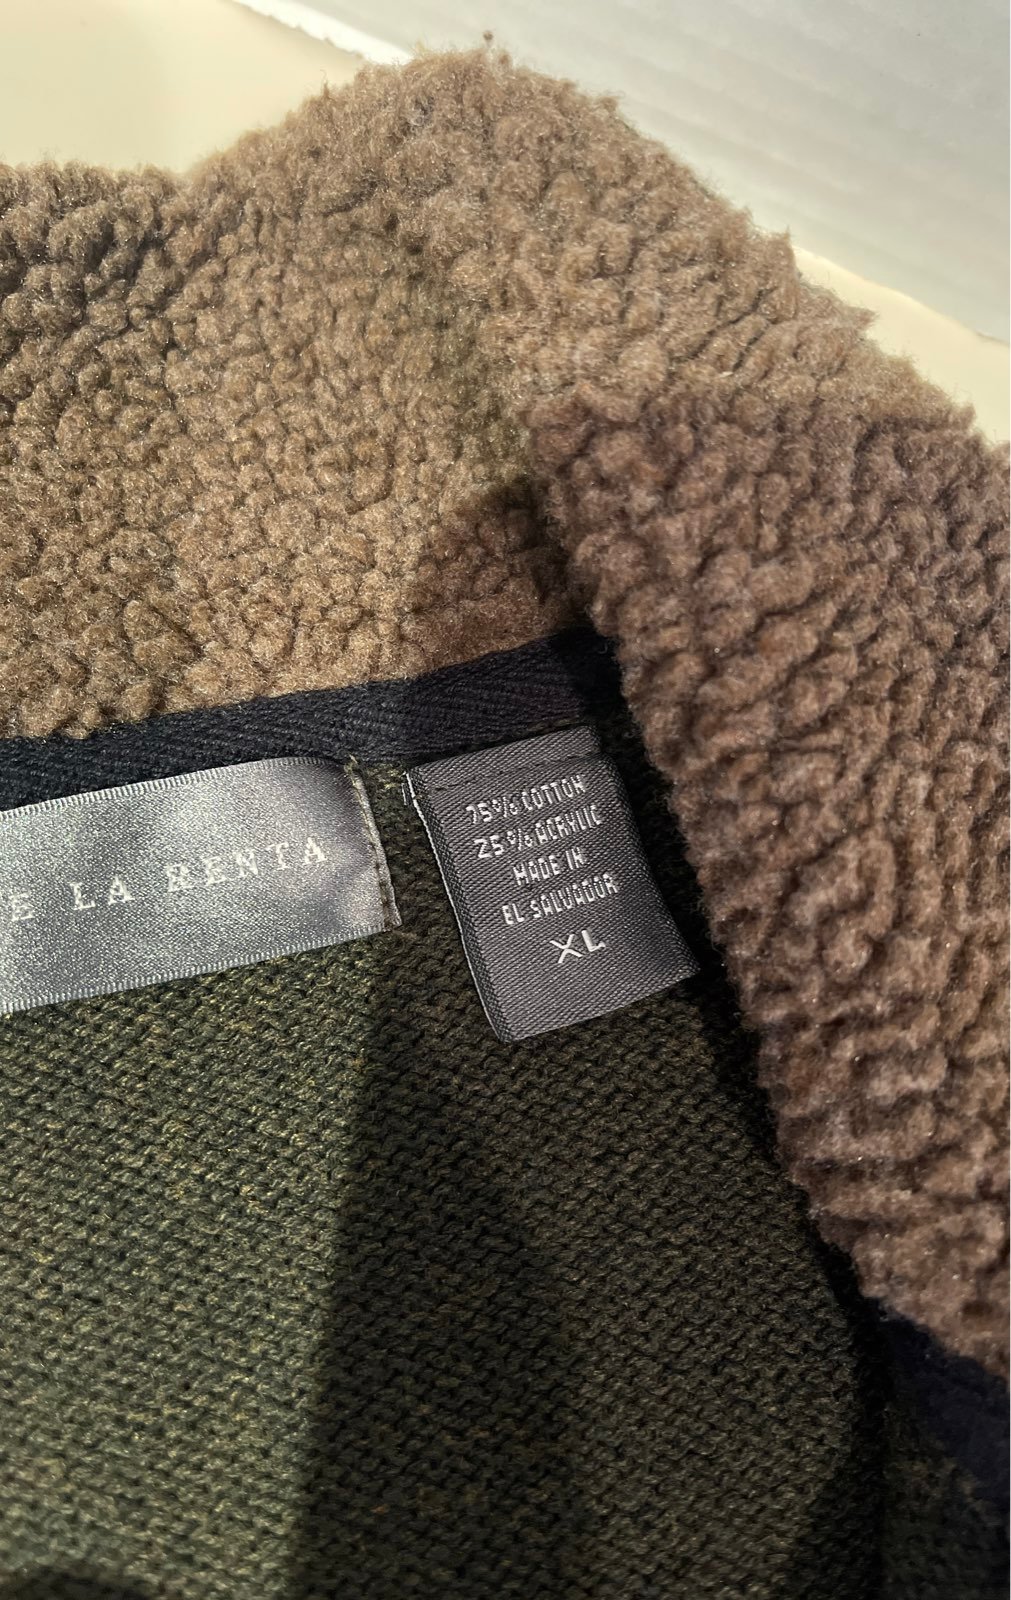 E LA RENTA
75% COTTON
25% ACRYLIC
MADE IN
EL SALVADOR
XL